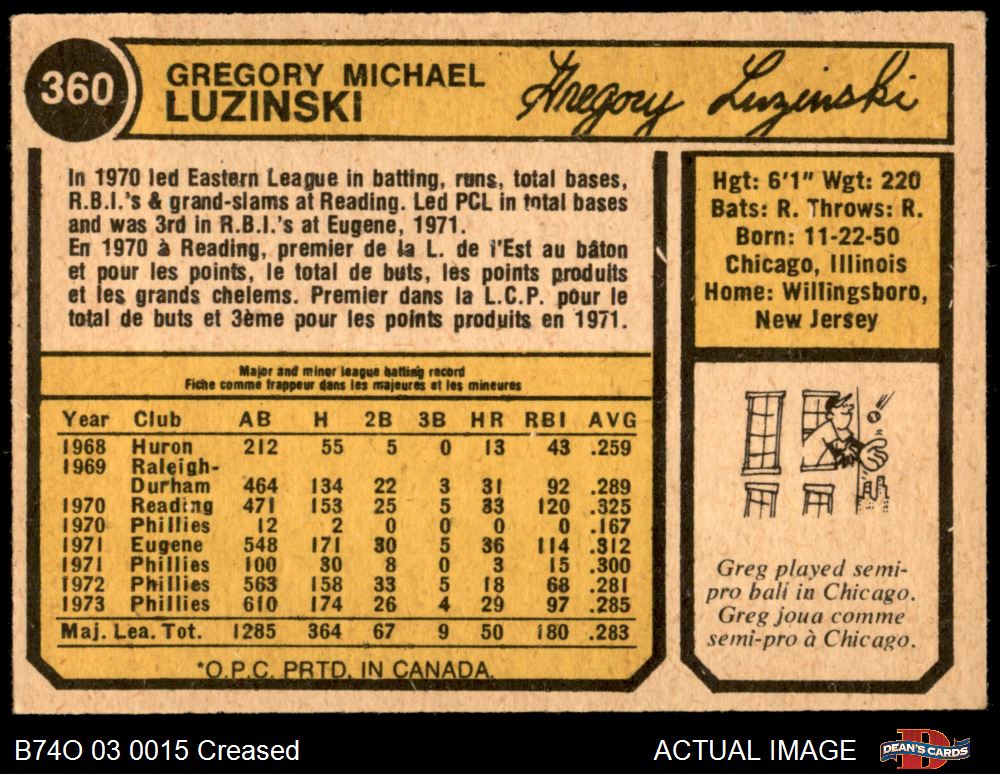 360
GREGORY MICHAEL
LUZINSKI
Gregory Luzinski
In 1970 led Eastern League in batting, runs, total bases,
R.B.I.'s & grand-slams at Reading. Led PCL in total bases
and was 3rd in R.B.I.'s at Eugene, 1971.
En 1970 à Reading, premier de la L. de l'Est au bâton
et pour les points, le total de buts, les points produits
et les grands chelems. Premier dans la L.C.P. pour le
total de buts et 3ème pour les points produits en 1971.
Hgt: 6'1" Wgt: 220
Bats: R. Throws: R.
Born: 11-22-50
Chicago, Illinois
Home: Willingsboro,
New Jersey
Major and minor league batting record
Fiche comme frappeur dans les majeures et les mineures
Year Club AB H 2B 3B HR RBI AVG
1968 Huron 212 55 5 0 13 43 .259
1969 Raleigh-
Durham 464 134 22 3 31 92 .289
1970 Reading 471 153 25 5 33 120 .325
1970 Phillies 12 2 0 0 0 0 .167
1971 Eugene 548 171 30 5 36 114 .312
1971 Phillies 100 30 8 0 3 15 .300
1972 Phillies 563 158 33 5 18 68 .281
1973 Phillies 610 174 26 4 29 97 .285
Maj. Lea. Tot. 1285 364 67 9 50 180 .283
*O.P.C. PRTD. IN CANADA.
Greg played semi-
pro ball in Chicago.
Greg joua comme
semi-pro à Chicago.
B74O 03 0015 Creased
ACTUAL IMAGE
DEAN'S CARDS